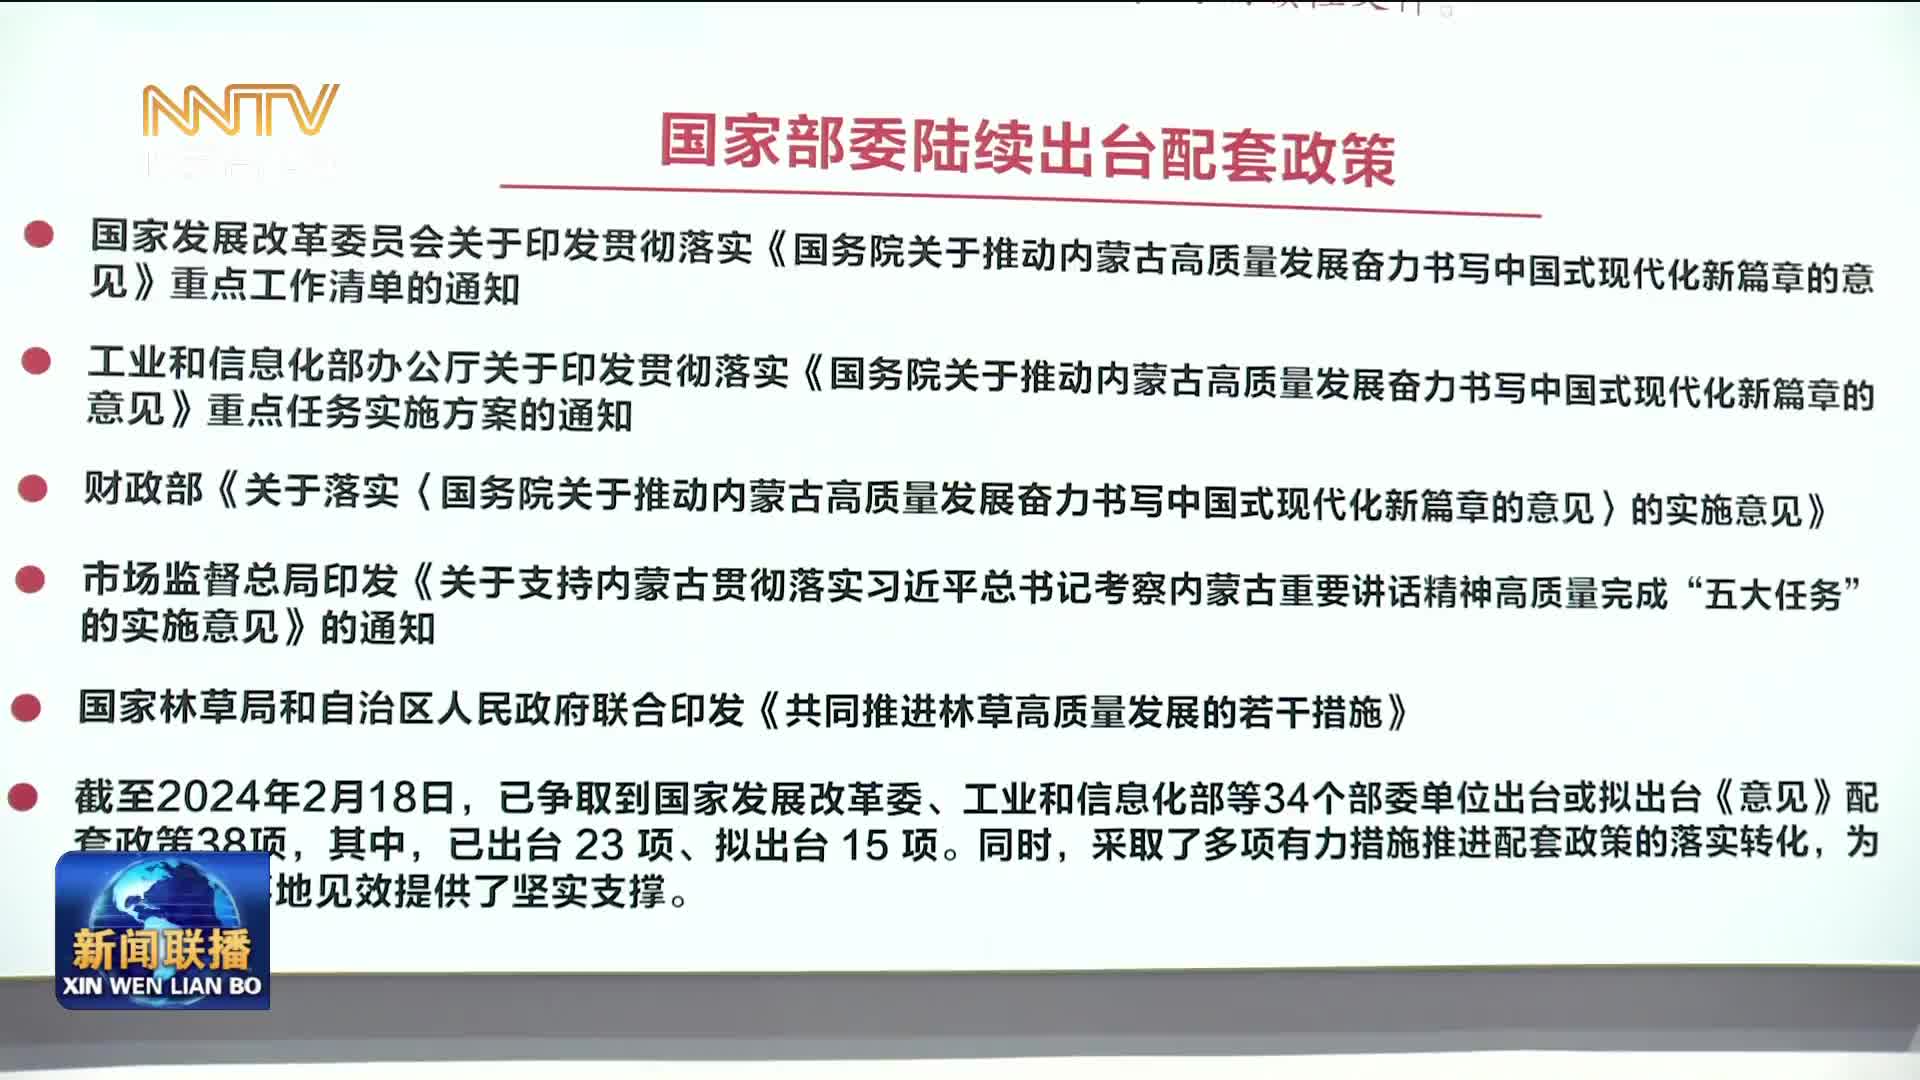 NNTV
国家部委陆续出台配套政策
国家发展改革委员会关于印发贯彻落实《国务院关于推动内蒙古高质量发展奋力书写中国式现代化新篇章的意
见》重点工作清单的通知
工业和信息化部办公厅关于印发贯彻落实《国务院关于推动内蒙古高质量发展奋力书写中国式现代化新篇章的
意见》重点任务实施方案的通知
财政部《关于落实〈国务院关于推动内蒙古高质量发展奋力书写中国式现代化新篇章的意见〉的实施意见》
市场监督总局印发《关于支持内蒙古贯彻落实习近平总书记考察内蒙古重要讲话精神高质量完成“五大任务”
的实施意见》的通知
国家林草局和自治区人民政府联合印发《共同推进林草高质量发展的若干措施》
截至2024年2月18日，已争取到国家发展改革委、工业和信息化部等34个部委单位出台或拟出台《意见》配
套政策38项，其中，已出台 23 项、拟出台 15 项。同时，采取了多项有力措施推进配套政策的落实转化，为
地见效提供了坚实支撑。
新闻联播
XIN WEN LIAN BO